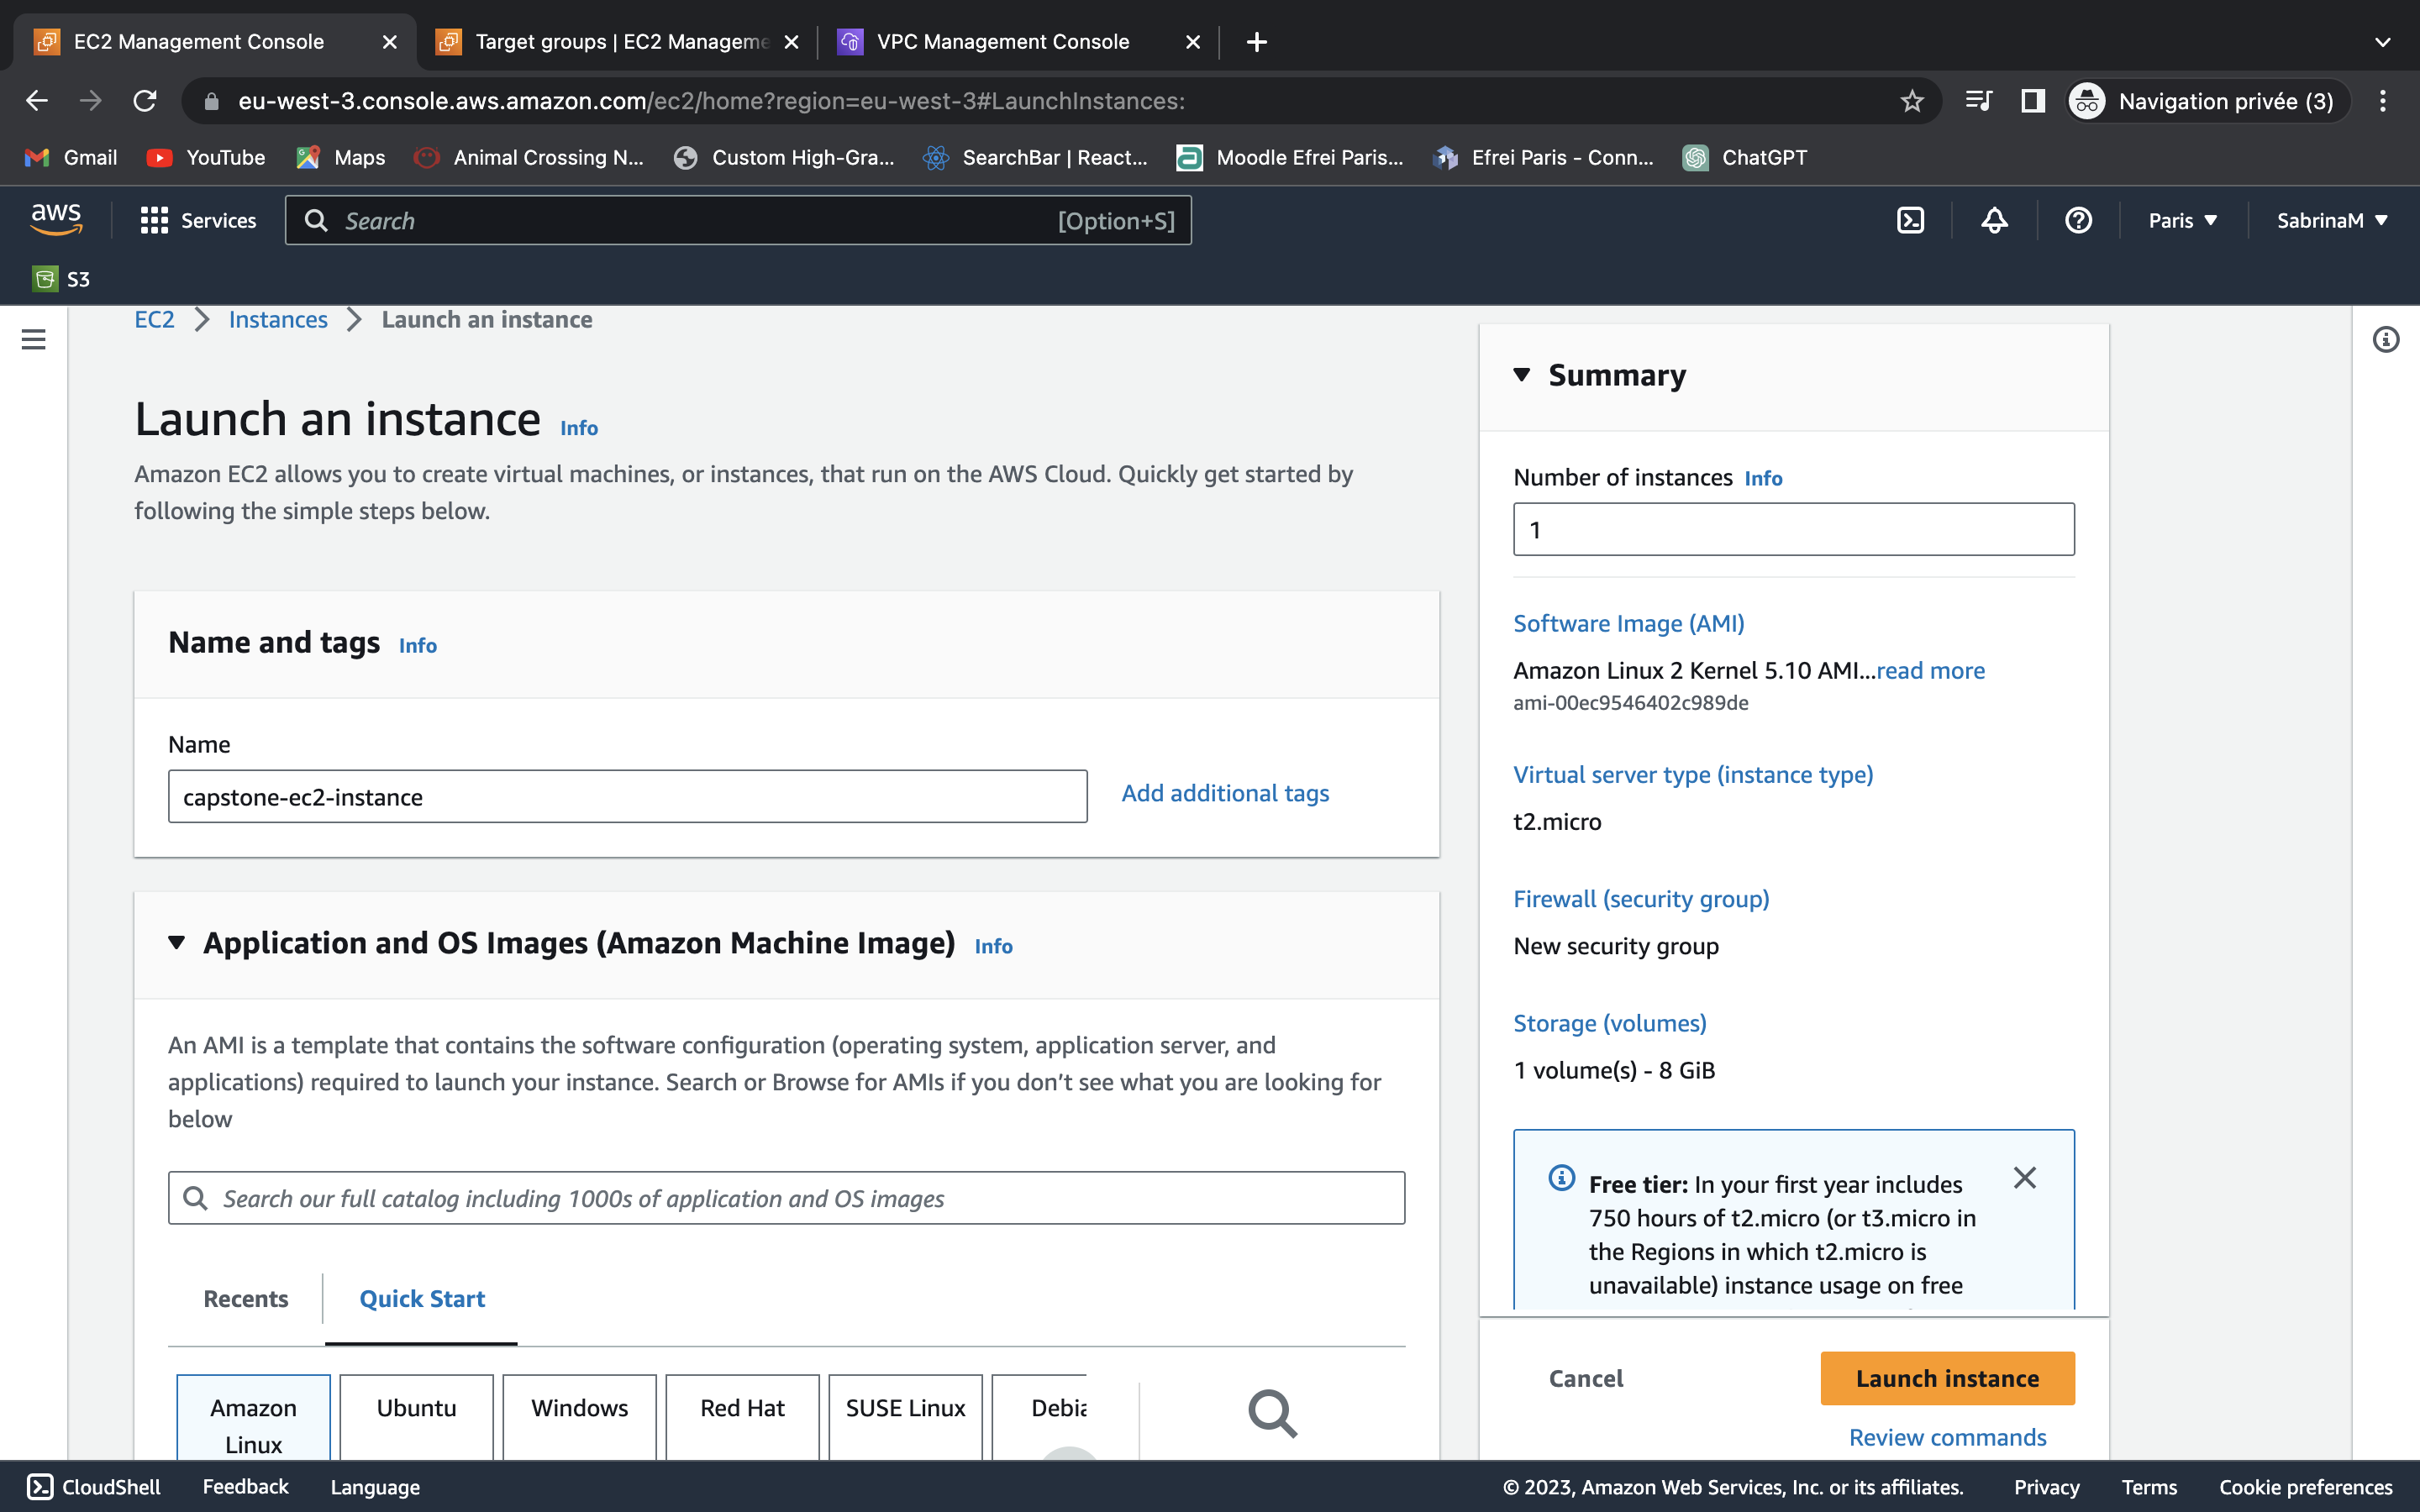 EC2 Management Console
Target groups | EC2 Manageme
VPC Management Console
eu-west-3.console.aws.amazon.com/ec2/home?region=eu-west-3#LaunchInstances:
Navigation privée (3)
Gmail
YouTube
Maps
Animal Crossing N...
Custom High-Gra...
SearchBar | React...
Moodle Efrei Paris...
Efrei Paris - Conn...
ChatGPT
aws
Services
Search
[Option+S]
Paris
SabrinaM
S3
EC2
Instances
Launch an instance
Launch an instance Info
Amazon EC2 allows you to create virtual machines, or instances, that run on the AWS Cloud. Quickly get started by
following the simple steps below.
Name and tags Info
Name
capstone-ec2-instance
Add additional tags
Application and OS Images (Amazon Machine Image) Info
An AMI is a template that contains the software configuration (operating system, application server, and
applications) required to launch your instance. Search or Browse for AMIs if you don’t see what you are looking for
below
Search our full catalog including 1000s of application and OS images
Recents
Quick Start
Amazon
Linux
Ubuntu
Windows
Red Hat
SUSE Linux
Debia
Summary
Number of instances Info
1
Software Image (AMI)
Amazon Linux 2 Kernel 5.10 AMI...read more
ami-00ec9546402c989de
Virtual server type (instance type)
t2.micro
Firewall (security group)
New security group
Storage (volumes)
1 volume(s) - 8 GiB
Free tier: In your first year includes
750 hours of t2.micro (or t3.micro in
the Regions in which t2.micro is
unavailable) instance usage on free
Cancel
Launch instance
Review commands
CloudShell
Feedback
Language
© 2023, Amazon Web Services, Inc. or its affiliates.
Privacy
Terms
Cookie preferences